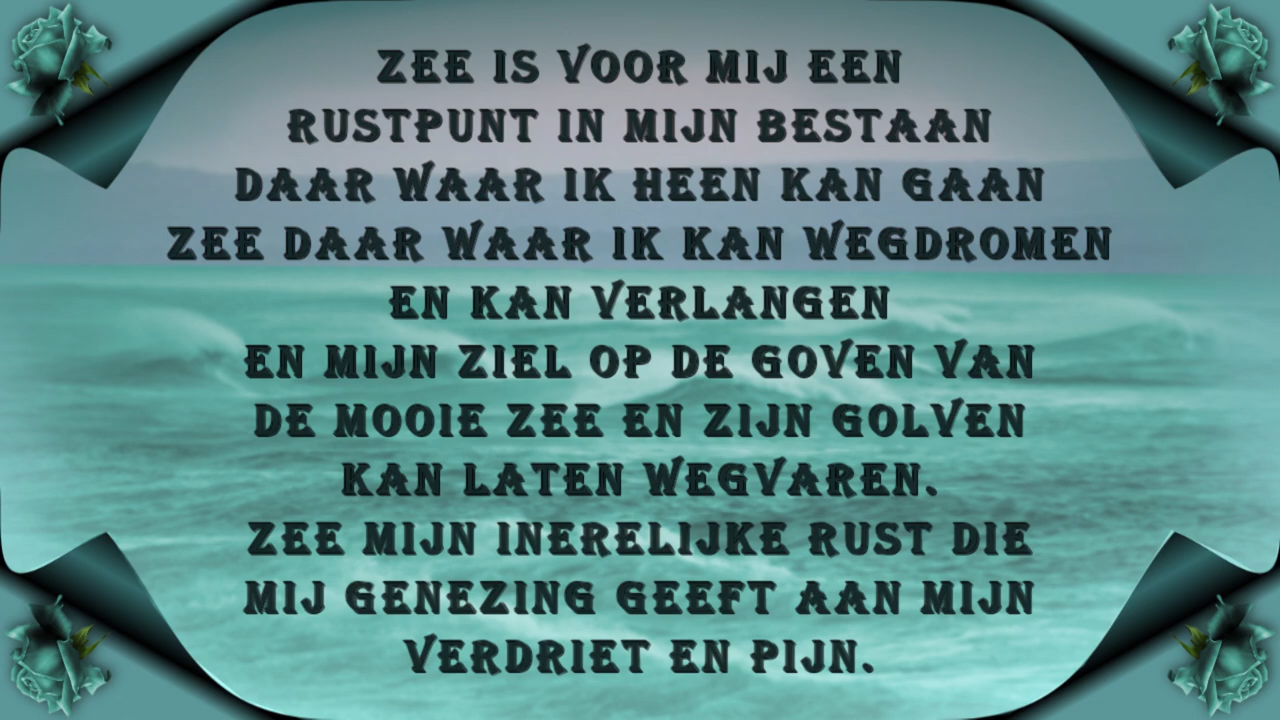 ZEE IS VOOR MIJ EEN
RUSTPUNT IN MIJN BESTAAN
DAAR WAAR IK HEEN KAN GAAN
ZEE DAAR WAAR IK KAN WEGDROMEN
EN KAN VERLANGEN
EN MIJN ZIEL OP DE GOVEN VAN
DE MOOIE ZEE EN ZIJN GOLVEN
KAN LATEN WEGVAREN.
ZEE MIJN INERELIJKE RUST DIE
MIJ GENEZING GEEFT AAN MIJN
VERDRIET EN PIJN.